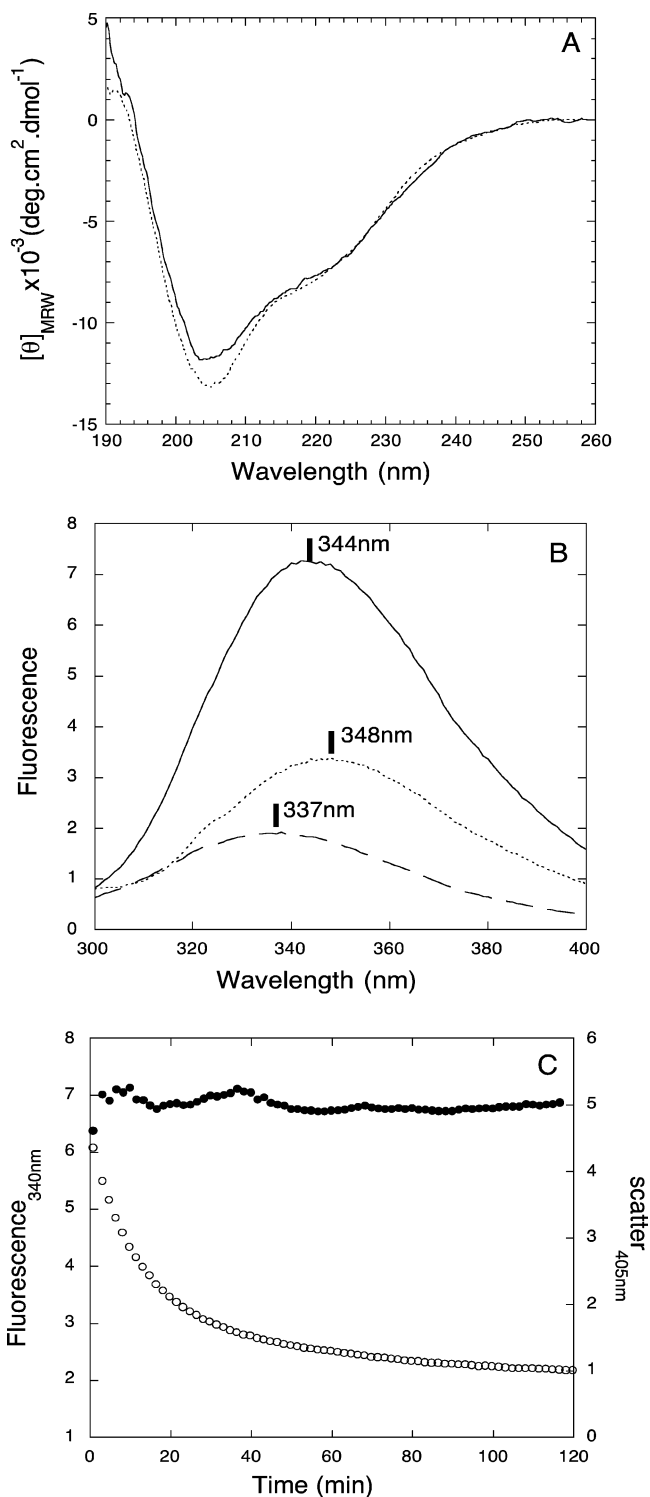 A
5
0
-5
-10
-15
[θ]MRW x10-3 (deg.cm2.dmol-1)
190 200 210 220 230 240 250 260
Wavelength (nm)
B
8
7
6
5
4
3
2
1
0
Fluorescence
344nm
348nm
337nm
300 320 340 360 380 400
Wavelength (nm)
C
8
7
6
5
4
3
2
1
Fluorescence340nm
6
5
4
3
2
1
0
scatter405nm
0 20 40 60 80 100 120
Time (min)